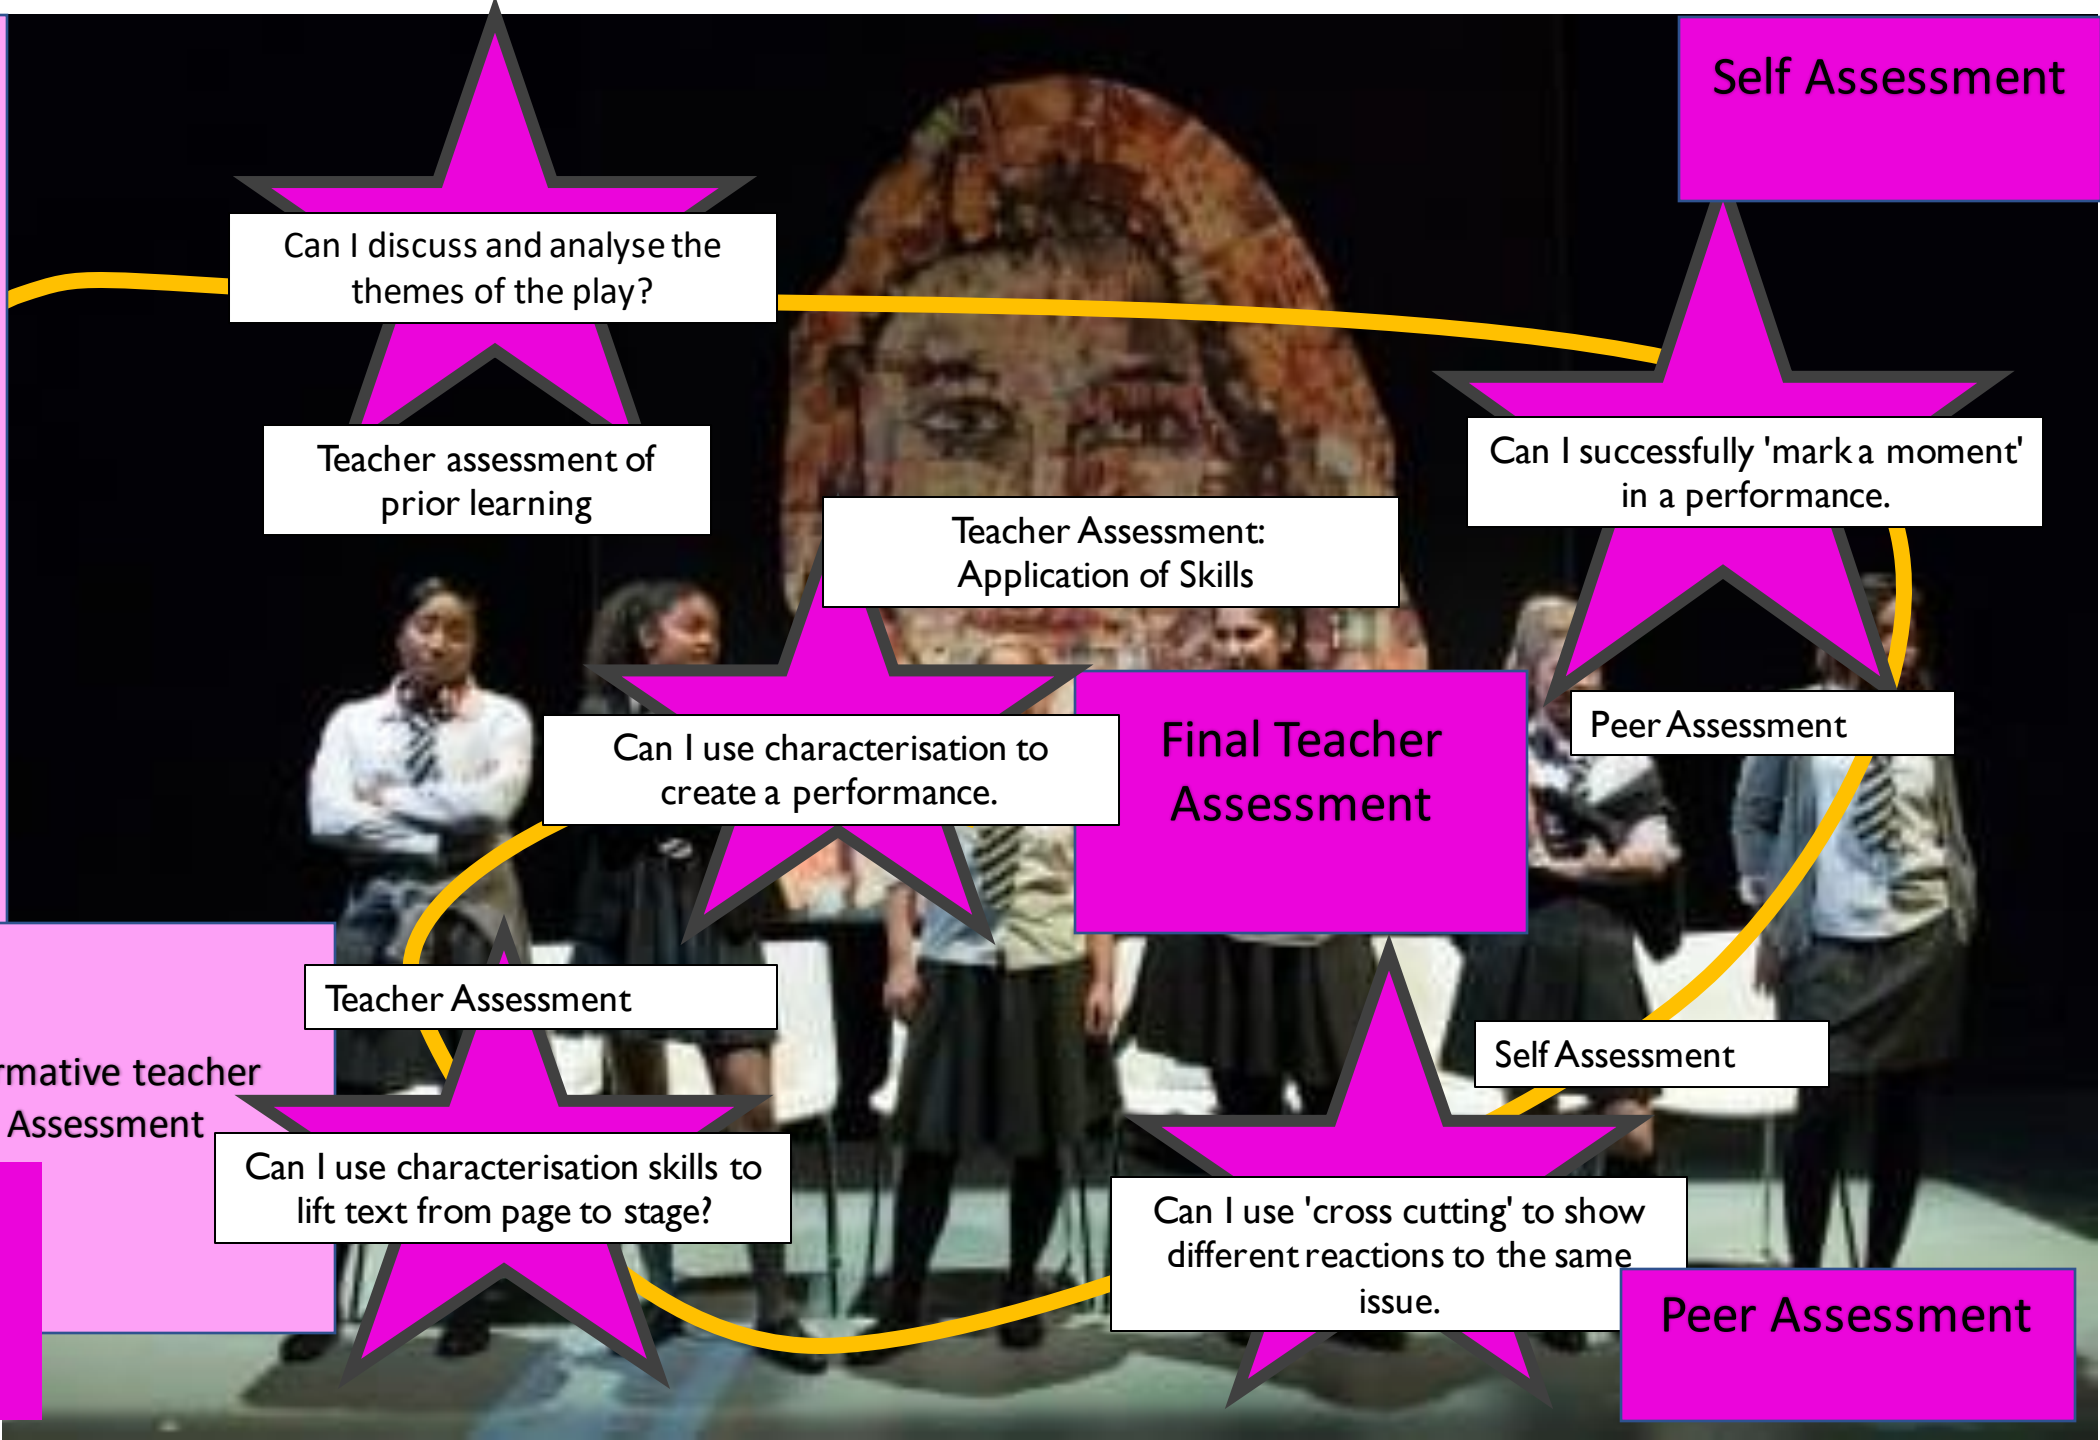 Self Assessment
Can I discuss and analyse the
themes of the play?
Teacher assessment of
prior learning
Can I successfully 'mark a moment'
in a performance.
Teacher Assessment:
Application of Skills
Peer Assessment
Can I use characterisation to
create a performance.
Final Teacher
Assessment
Teacher Assessment
Self Assessment
rmative teacher
Assessment
Can I use characterisation skills to
lift text from page to stage?
Can I use 'cross cutting' to show
different reactions to the same
issue.
Peer Assessment